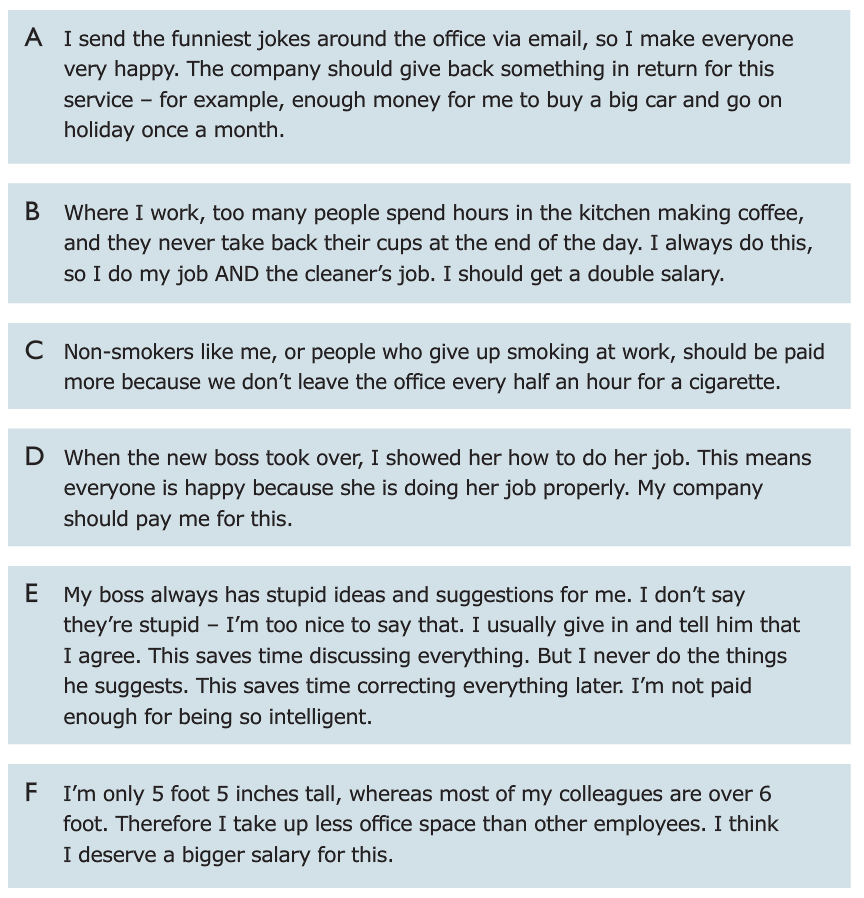 A I send the funniest jokes around the office via email, so I make everyone
very happy. The company should give back something in return for this
service – for example, enough money for me to buy a big car and go on
holiday once a month.
B Where I work, too many people spend hours in the kitchen making coffee,
and they never take back their cups at the end of the day. I always do this,
so I do my job AND the cleaner’s job. I should get a double salary.
C Non-smokers like me, or people who give up smoking at work, should be paid
more because we don’t leave the office every half an hour for a cigarette.
D When the new boss took over, I showed her how to do her job. This means
everyone is happy because she is doing her job properly. My company
should pay me for this.
E My boss always has stupid ideas and suggestions for me. I don’t say
they’re stupid – I’m too nice to say that. I usually give in and tell him that
I agree. This saves time discussing everything. But I never do the things
he suggests. This saves time correcting everything later. I’m not paid
enough for being so intelligent.
F I’m only 5 foot 5 inches tall, whereas most of my colleagues are over 6
foot. Therefore I take up less office space than other employees. I think
I deserve a bigger salary for this.